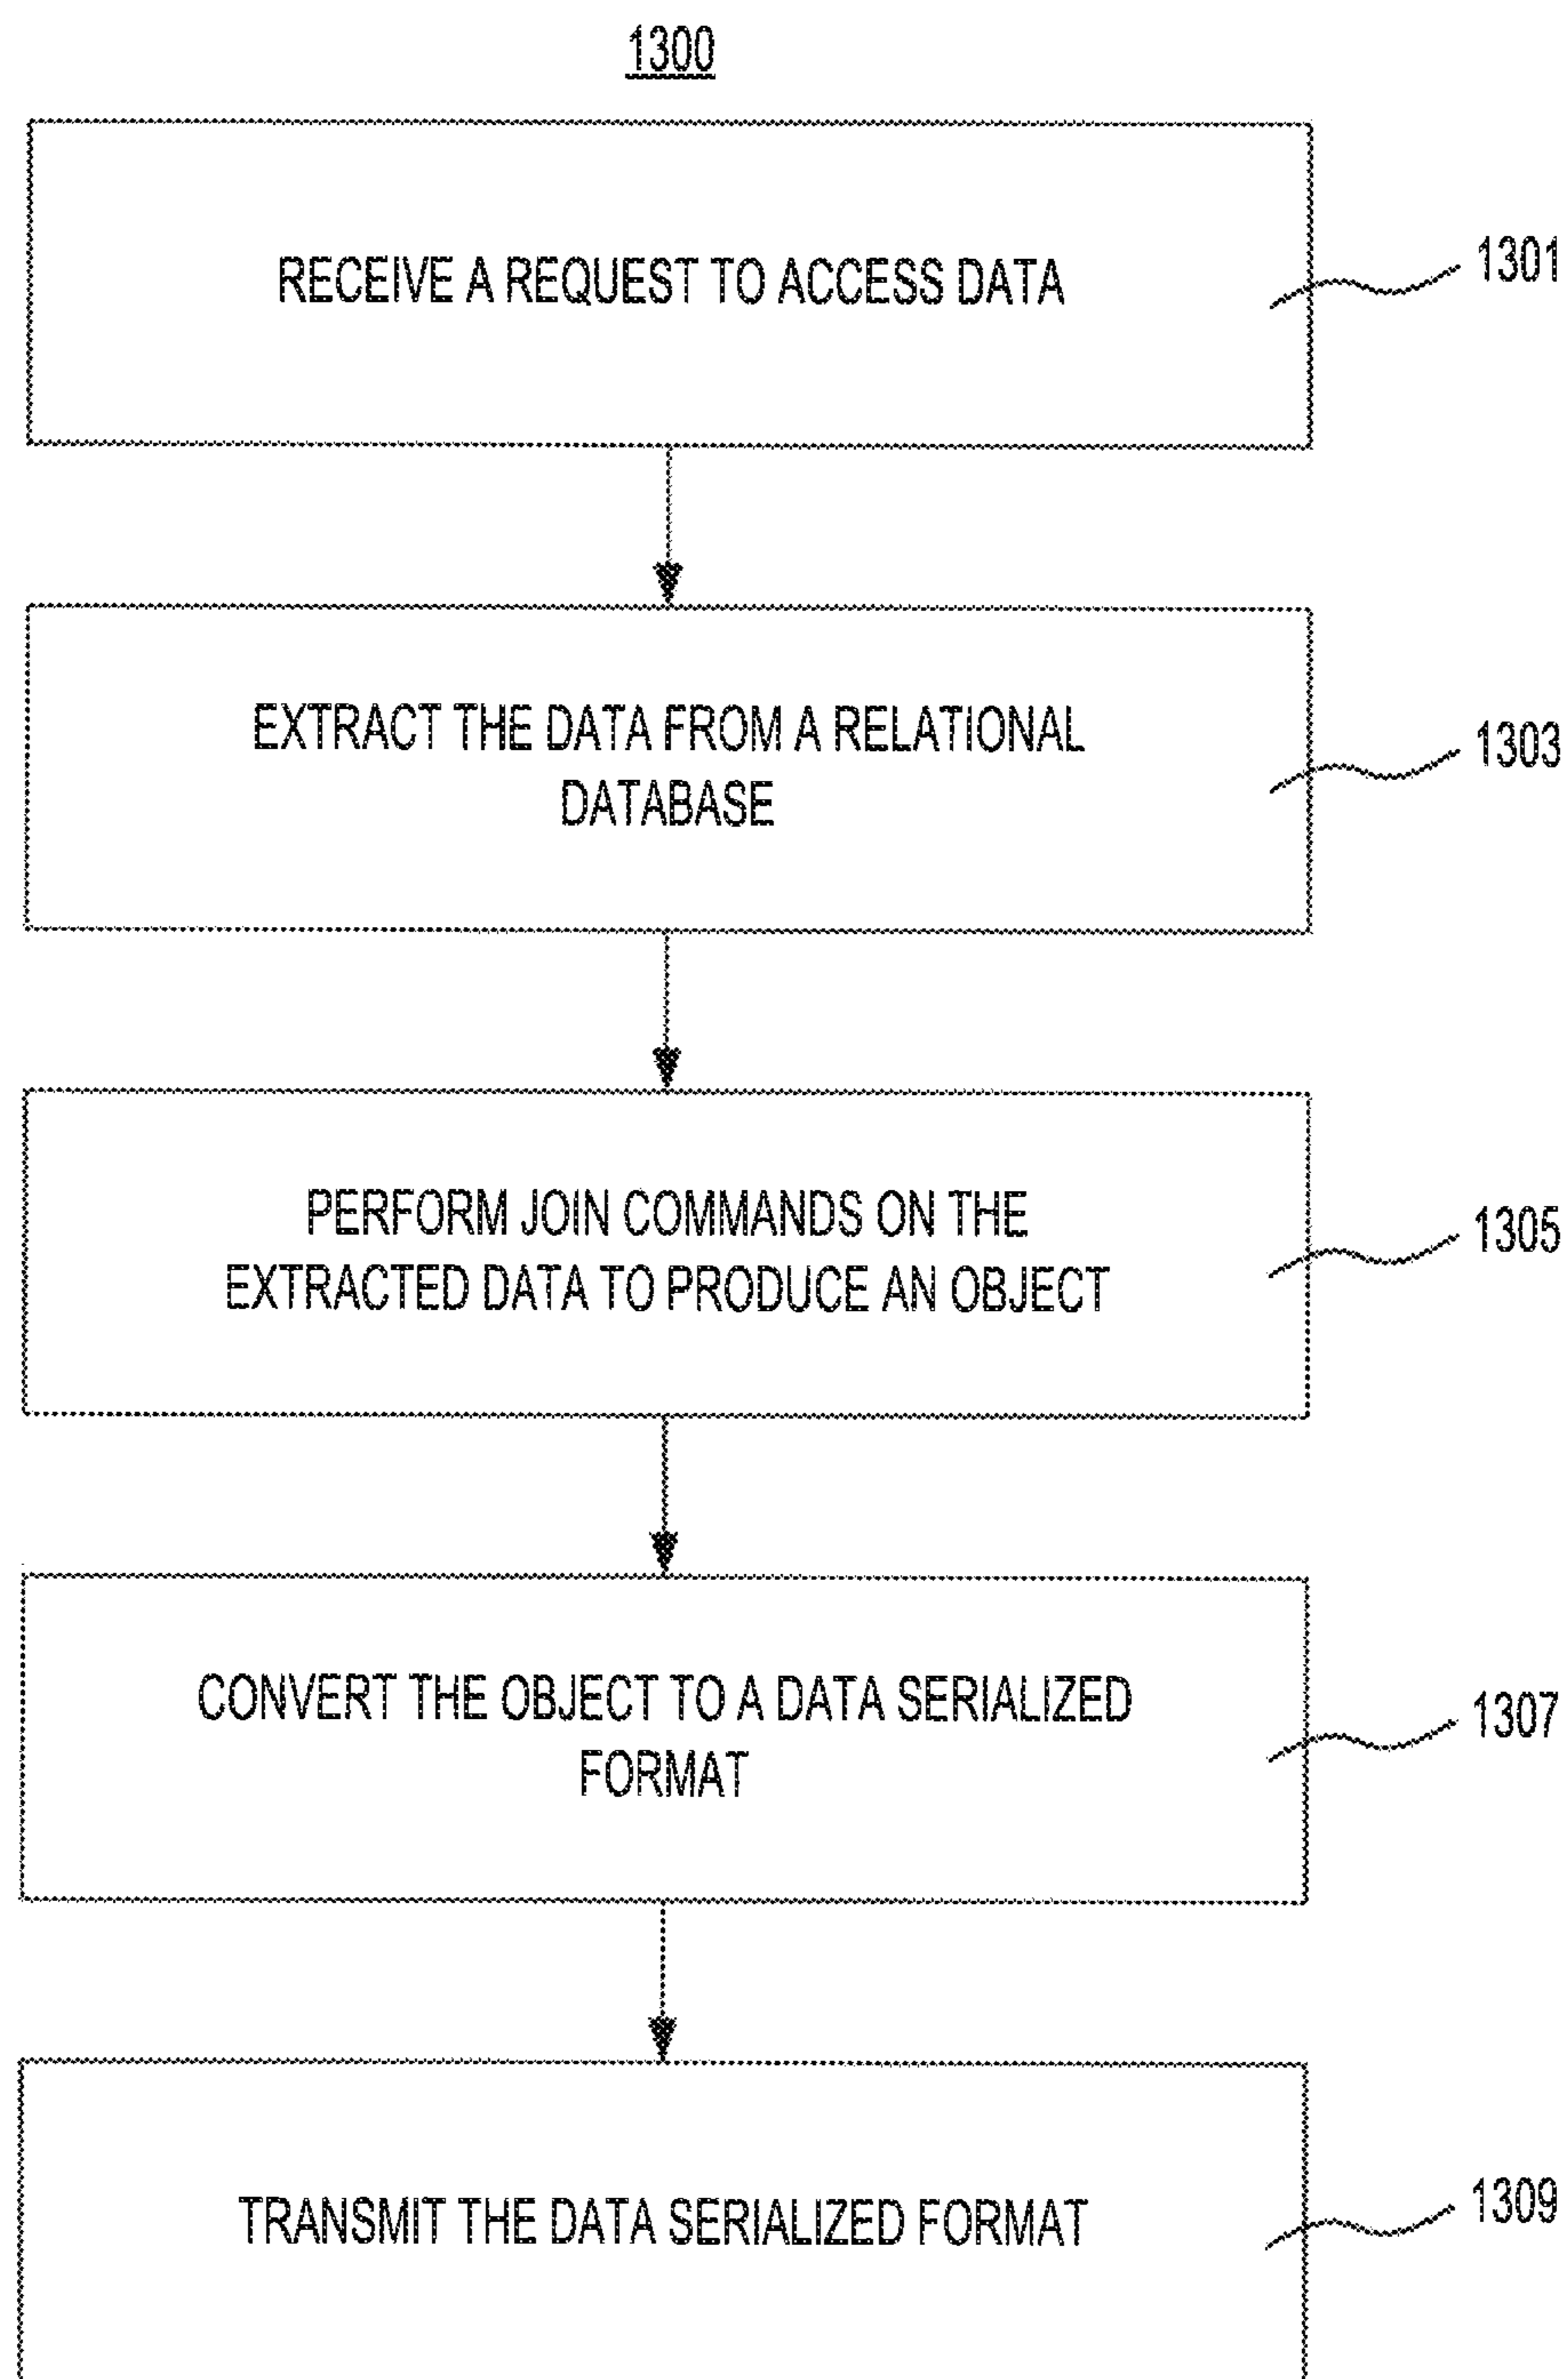 1300
RECEIVE A REQUEST TO ACCESS DATA
1301
EXTRACT THE DATA FROM A RELATIONAL
DATABASE
1303
PERFORM JOIN COMMANDS ON THE
EXTRACTED DATA TO PRODUCE AN OBJECT
1305
CONVERT THE OBJECT TO A DATA SERIALIZED
FORMAT
1307
TRANSMIT THE DATA SERIALIZED FORMAT
1309